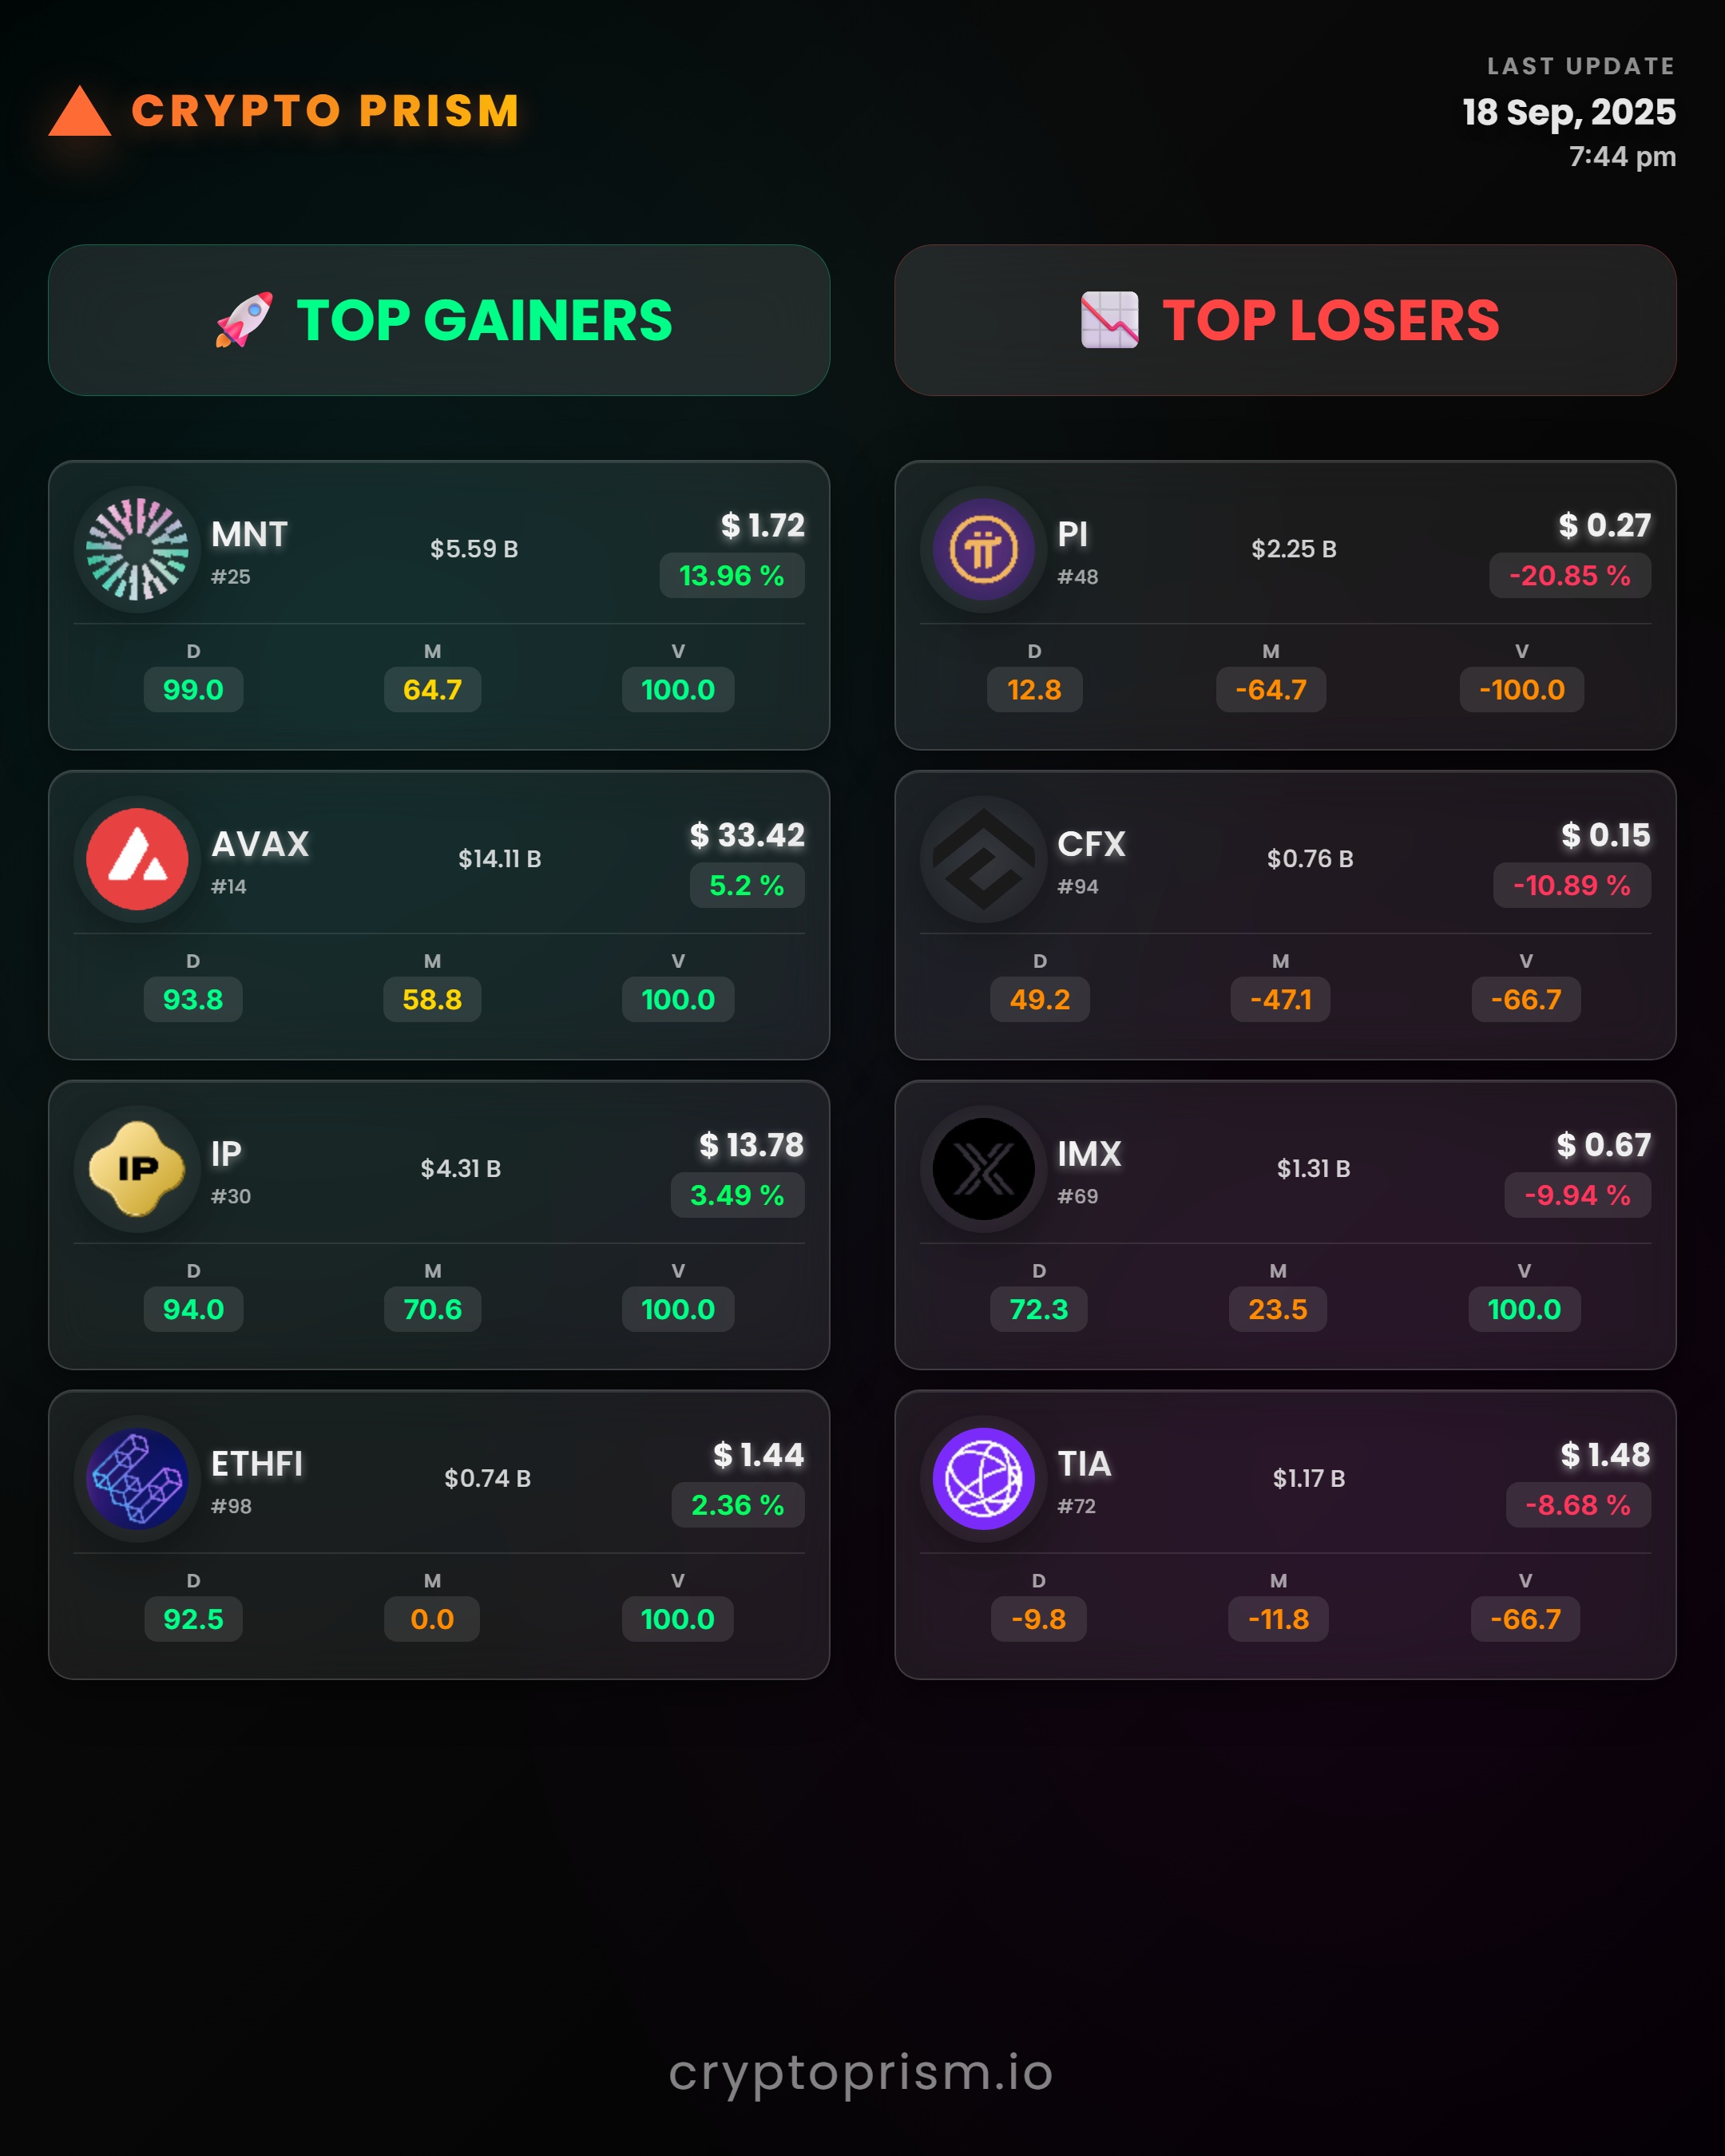 CRYPTO PRISM
LAST UPDATE
18 Sep, 2025
7:44 pm
TOP GAINERS
MNT
#25
$5.59 B
$ 1.72
13.96 %
D M V
99.0 64.7 100.0
AVAX
#14
$14.11 B
$ 33.42
5.2 %
D M V
93.8 58.8 100.0
IP
IP
#30
$4.31 B
$ 13.78
3.49 %
D M V
94.0 70.6 100.0
ETHFI
#98
$0.74 B
$ 1.44
2.36 %
D M V
92.5 0.0 100.0
TOP LOSERS
PI
#48
$2.25 B
$ 0.27
-20.85 %
D M V
12.8 -64.7 -100.0
CFX
#94
$0.76 B
$ 0.15
-10.89 %
D M V
49.2 -47.1 -66.7
IMX
#69
$1.31 B
$ 0.67
-9.94 %
D M V
72.3 23.5 100.0
TIA
#72
$1.17 B
$ 1.48
-8.68 %
D M V
-9.8 -11.8 -66.7
cryptoprism.io